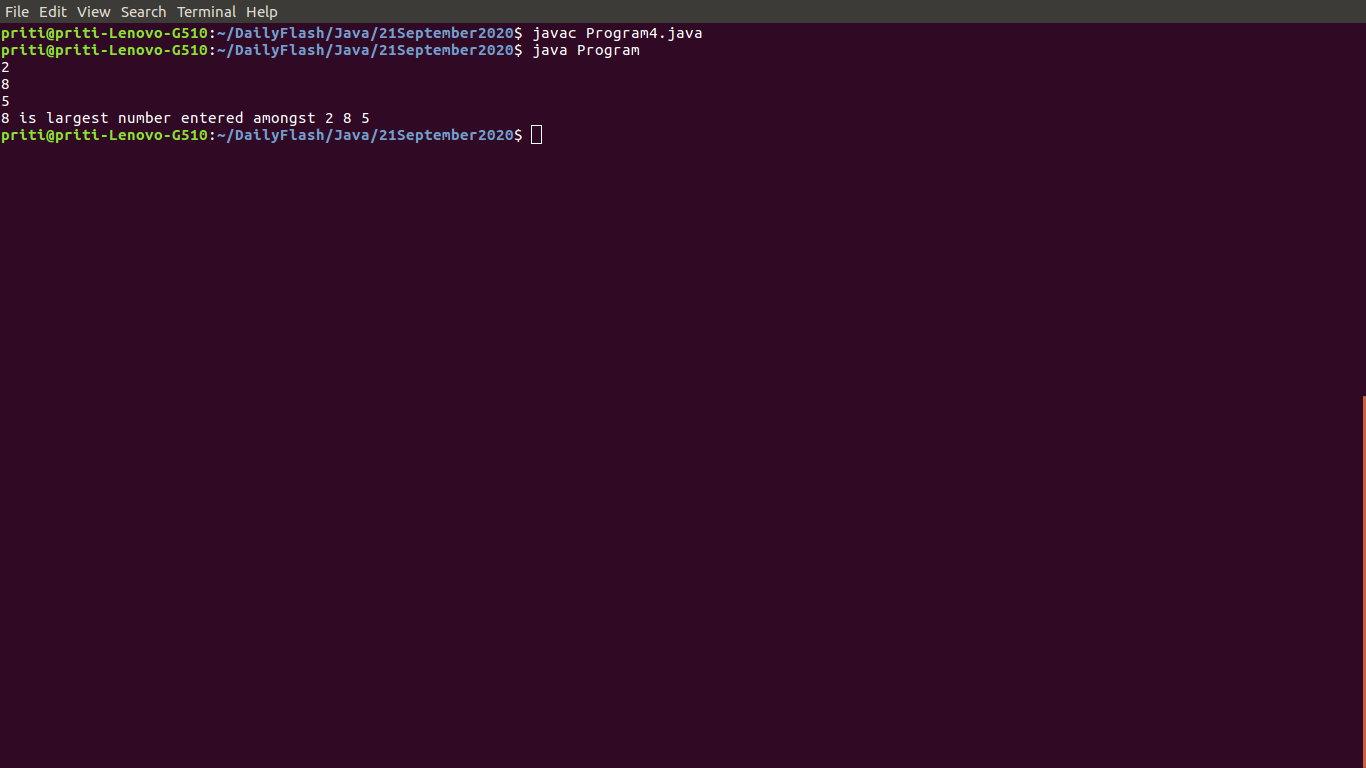 File Edit View Search Terminal Help
priti@priti-Lenovo-G510:~/DailyFlash/Java/21September2020$ javac Program4.java
priti@priti-Lenovo-G510:~/DailyFlash/Java/21September2020$ java Program
2
8
5
8 is largest number entered amongst 2 8 5
priti@priti-Lenovo-G510:~/DailyFlash/Java/21September2020$